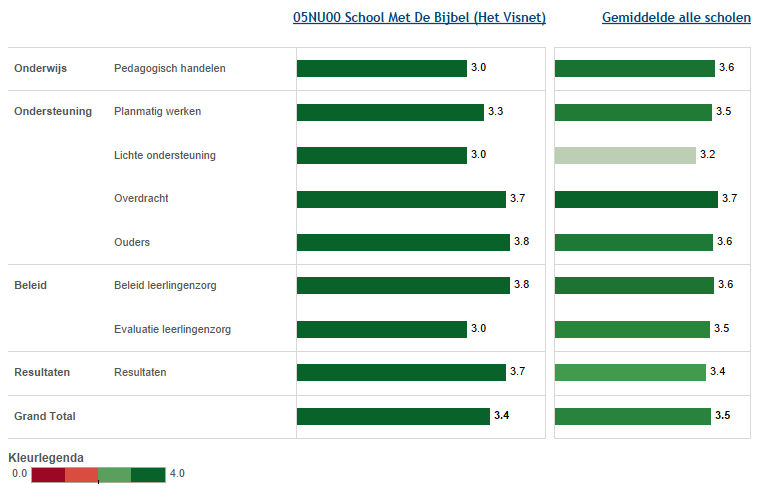 05NU00 School Met De Bijbel (Het Visnet) Gemiddelde alle scholen
Onderwijs Pedagogisch handelen 3.0 3.6
Ondersteuning Planmatig werken 3.3 3.5
Lichte ondersteuning 3.0 3.2
Overdracht 3.7 3.7
Ouders 3.8 3.6
Beleid Beleid leerlingenzorg 3.8 3.6
Evaluatie leerlingenzorg 3.0 3.5
Resultaten Resultaten 3.7 3.4
Grand Total 3.4 3.5
Kleurlegenda
0.0 4.0